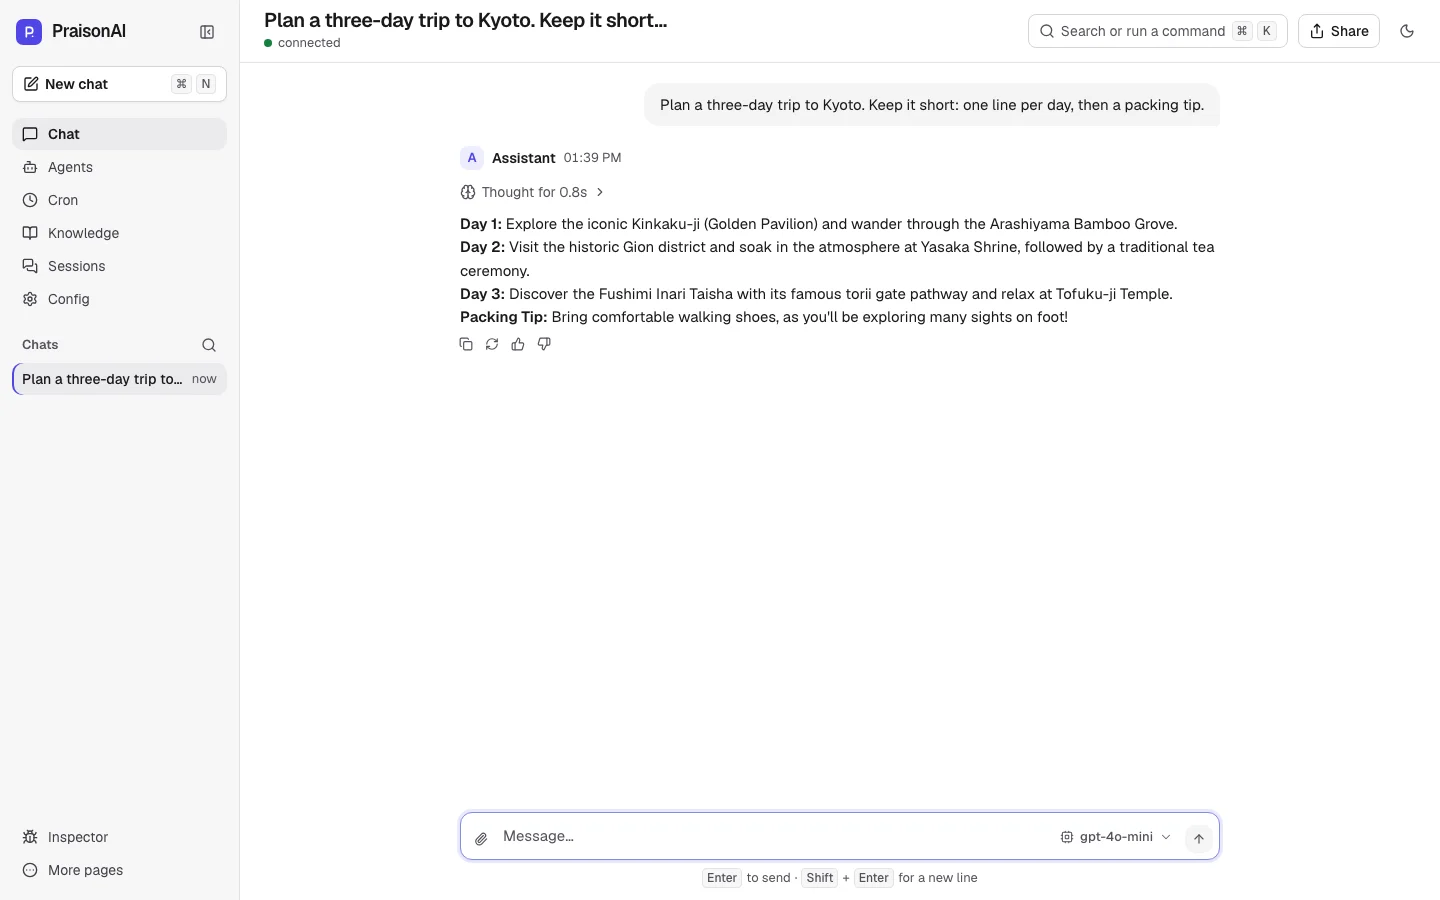 PraisonAI
New chat ⌘ N
Chat
Agents
Cron
Knowledge
Sessions
Config
Chats
Plan a three-day trip to... now
Inspector
More pages
Plan a three-day trip to Kyoto. Keep it short...
connected
Search or run a command ⌘ K
Share
Plan a three-day trip to Kyoto. Keep it short: one line per day, then a packing tip.
A Assistant 01:39 PM
Thought for 0.8s
Day 1: Explore the iconic Kinkaku-ji (Golden Pavilion) and wander through the Arashiyama Bamboo Grove.
Day 2: Visit the historic Gion district and soak in the atmosphere at Yasaka Shrine, followed by a traditional tea
ceremony.
Day 3: Discover the Fushimi Inari Taisha with its famous torii gate pathway and relax at Tofuku-ji Temple.
Packing Tip: Bring comfortable walking shoes, as you'll be exploring many sights on foot!
Message...
gpt-4o-mini
Enter to send · Shift + Enter for a new line